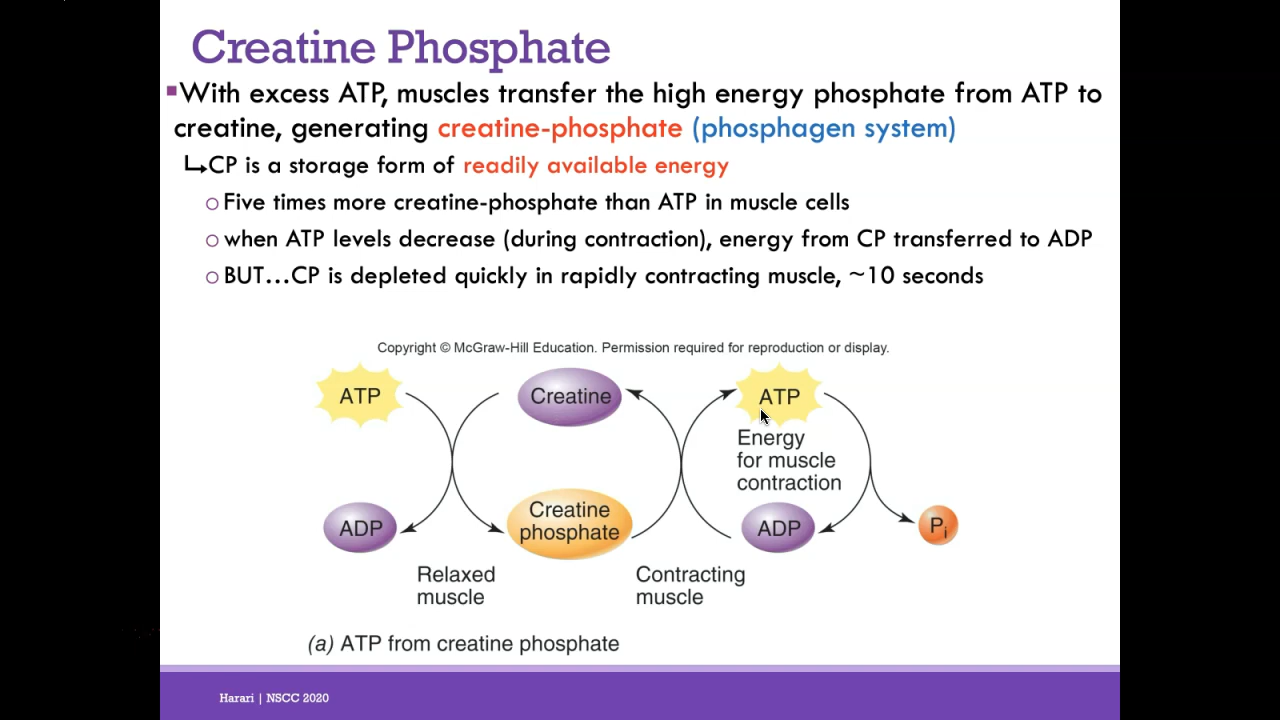 Creatine Phosphate
▪With excess ATP, muscles transfer the high energy phosphate from ATP to
creatine, generating creatine-phosphate (phosphagen system)
↳CP is a storage form of readily available energy
○ Five times more creatine-phosphate than ATP in muscle cells
○ when ATP levels decrease (during contraction), energy from CP transferred to ADP
○ BUT...CP is depleted quickly in rapidly contracting muscle, ~10 seconds
Copyright © McGraw-Hill Education. Permission required for reproduction or display.
ATP
Creatine
ATP
Energy
for muscle
contraction
ADP
Creatine
phosphate
ADP
Pi
Relaxed
muscle
Contracting
muscle
(a) ATP from creatine phosphate
Harari | NSCC 2020